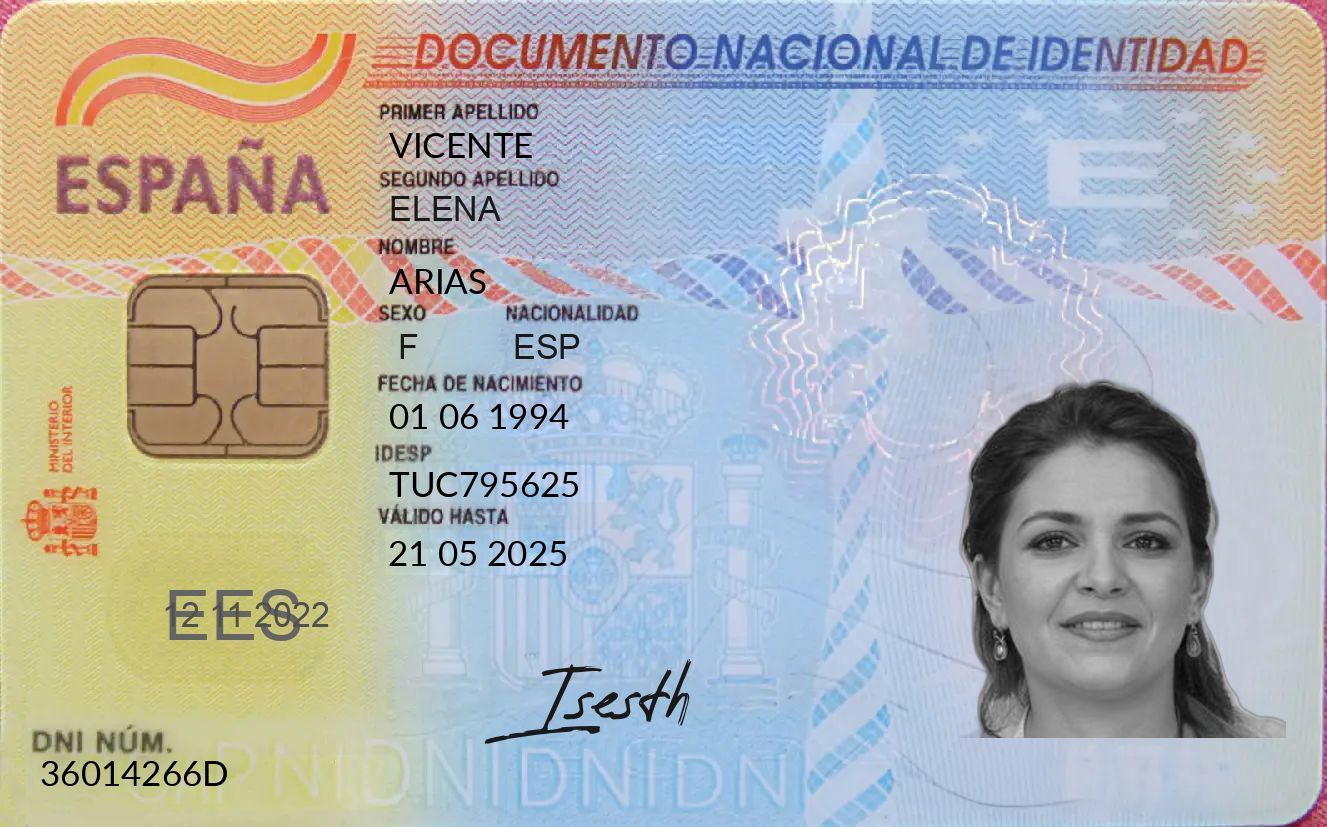 DOCUMENTO NACIONAL DE IDENTIDAD
ESPAÑA
PRIMER APELLIDO
VICENTE
SEGUNDO APELLIDO
ELENA
NOMBRE
ARIAS
SEXO NACIONALIDAD
F ESP
FECHA DE NACIMIENTO
01 06 1994
IDESP
TUC795625
VÁLIDO HASTA
21 05 2025
MINISTERIO
DEL INTERIOR
E
EES
12 11 2022
DNI NÚM.
36014266D
DNIDNIDNIDN